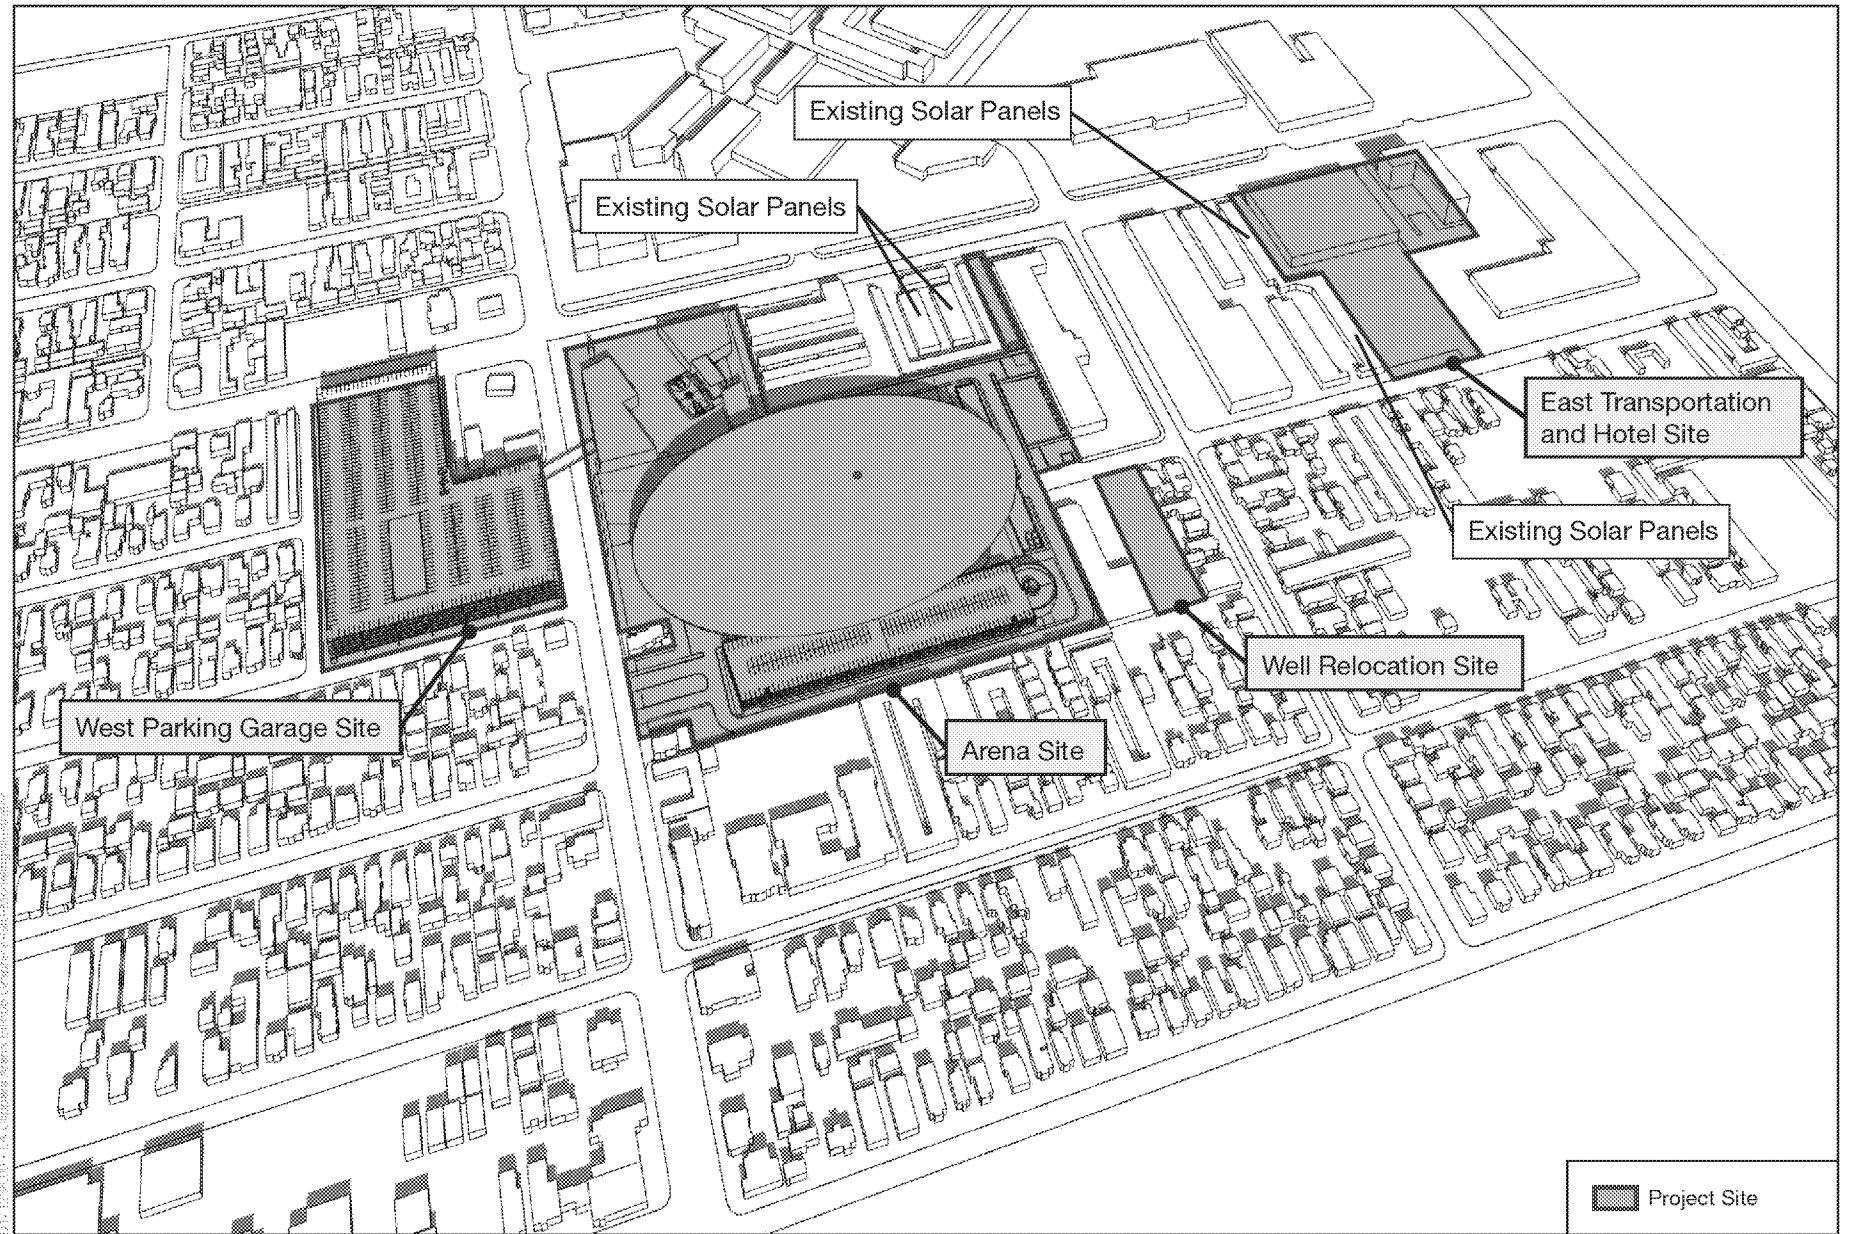 Existing Solar Panels
Existing Solar Panels
East Transportation
and Hotel Site
Existing Solar Panels
Well Relocation Site
West Parking Garage Site
Arena Site
Project Site